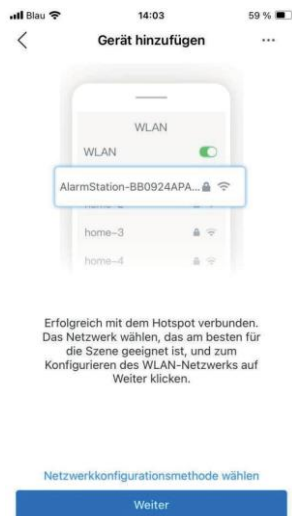 Blau 14:03 59 %
Gerät hinzufügen ...
WLAN
WLAN
AlarmStation-BB0924APA...
home-3
home-4
Erfolgreich mit dem Hotspot verbunden.
Das Netzwerk wählen, das am besten für
die Szene geeignet ist, und zum
Konfigurieren des WLAN-Netzwerks auf
Weiter klicken.
Netzwerkkonfigurationsmethode wählen
Weiter